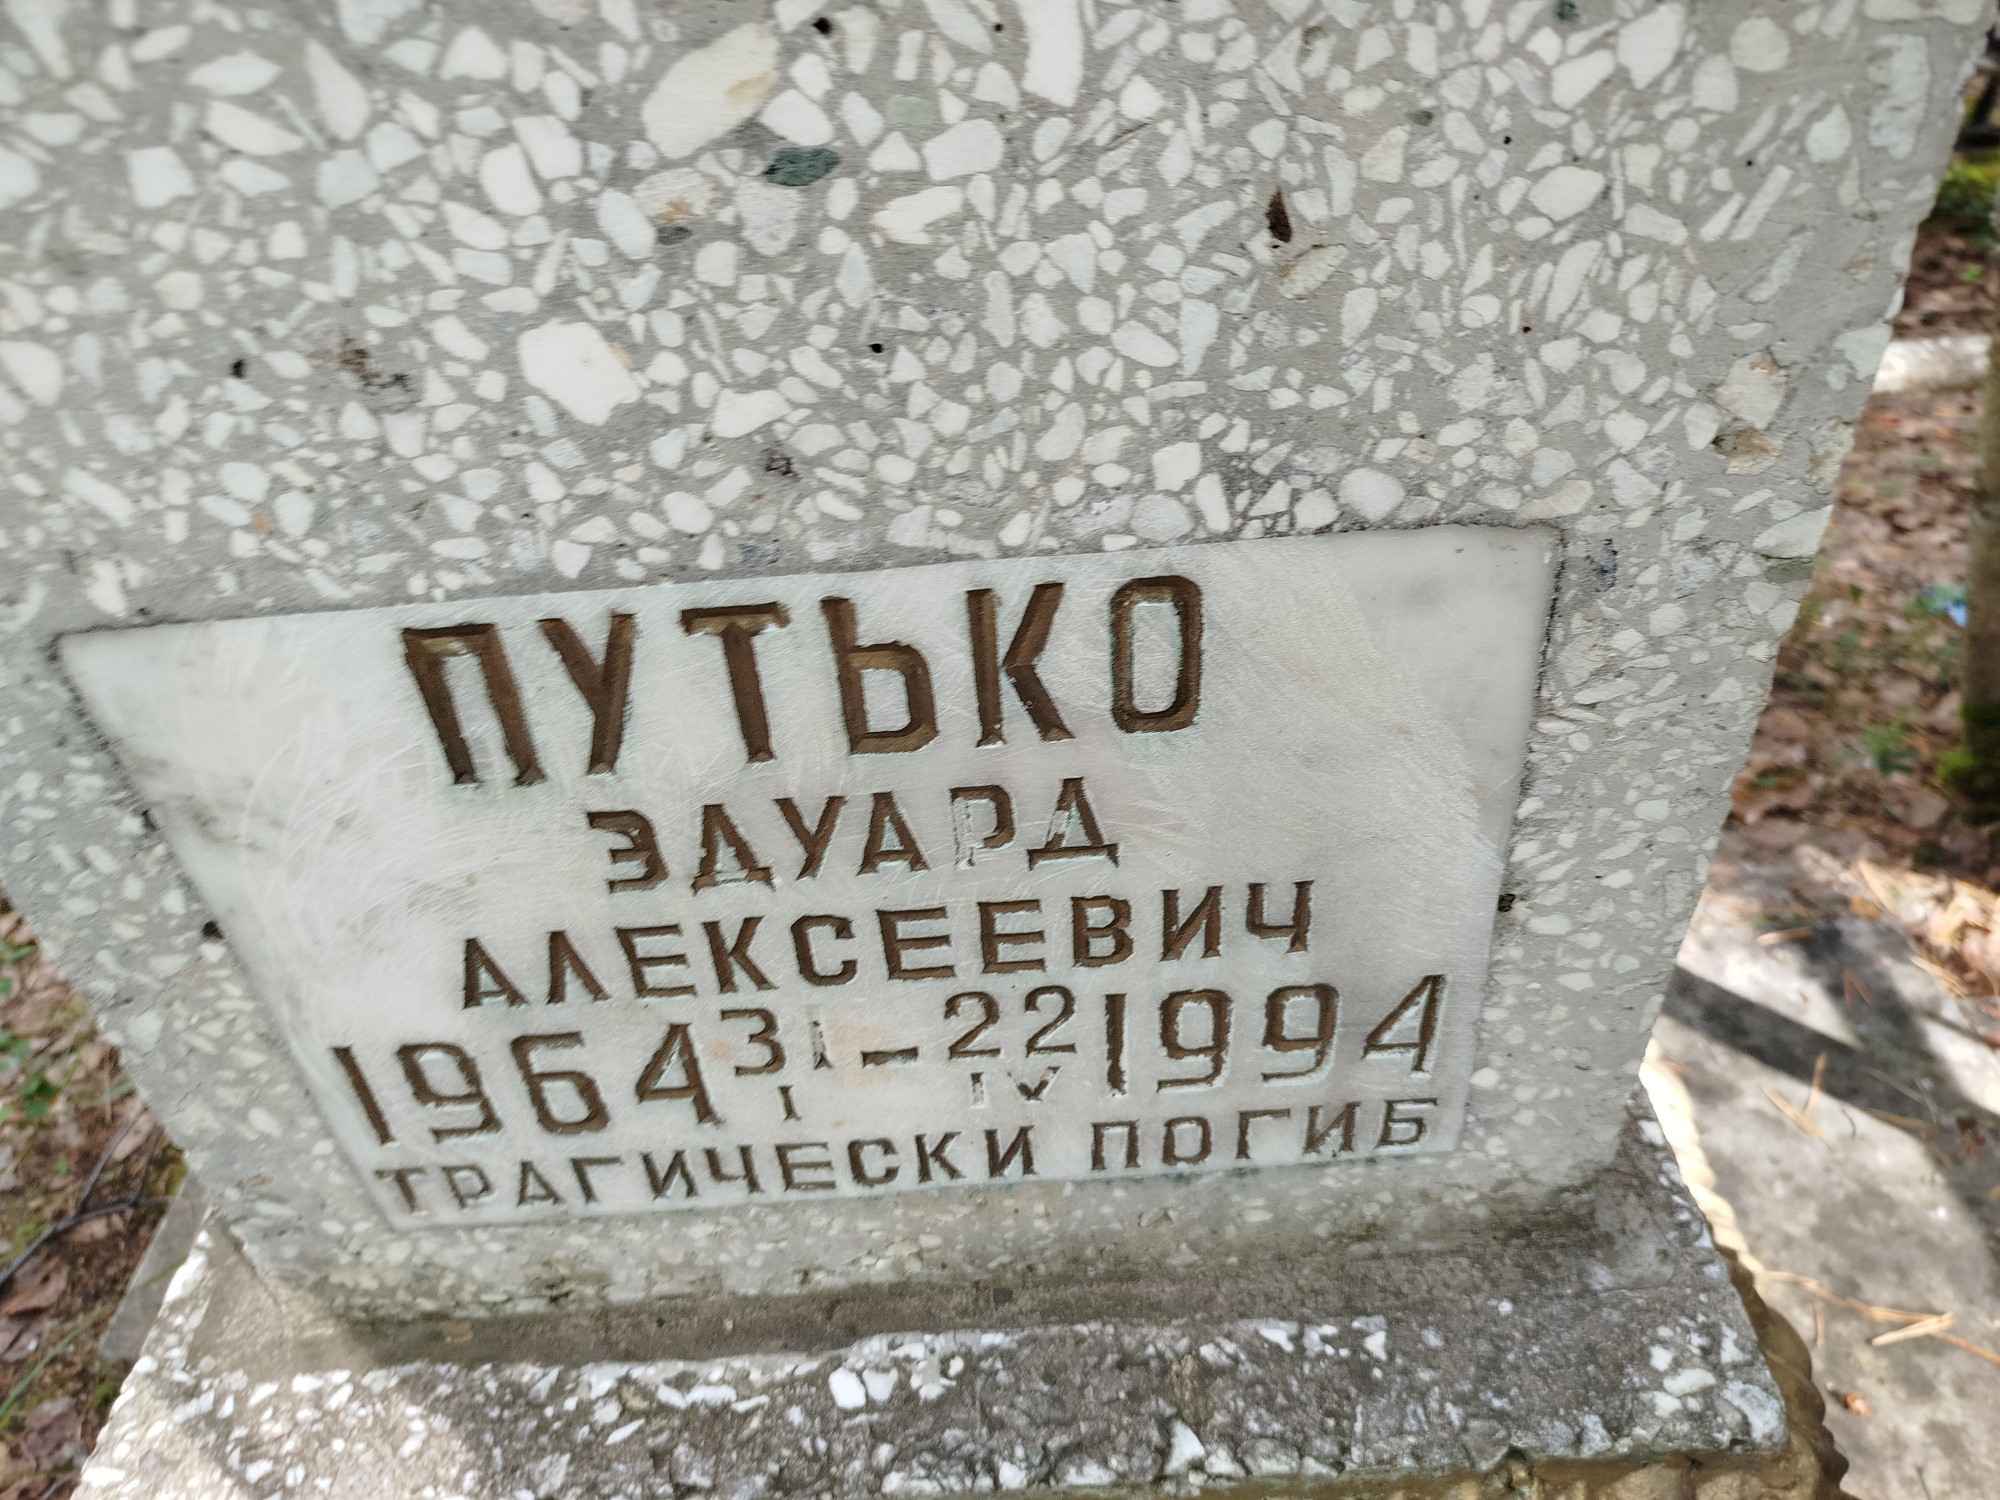 ПУТЬКО
ЭДУАРД
АЛЕКСЕЕВИЧ
1964 31/I – 22/IV 1994
ТРАГИЧЕСКИ ПОГИБ